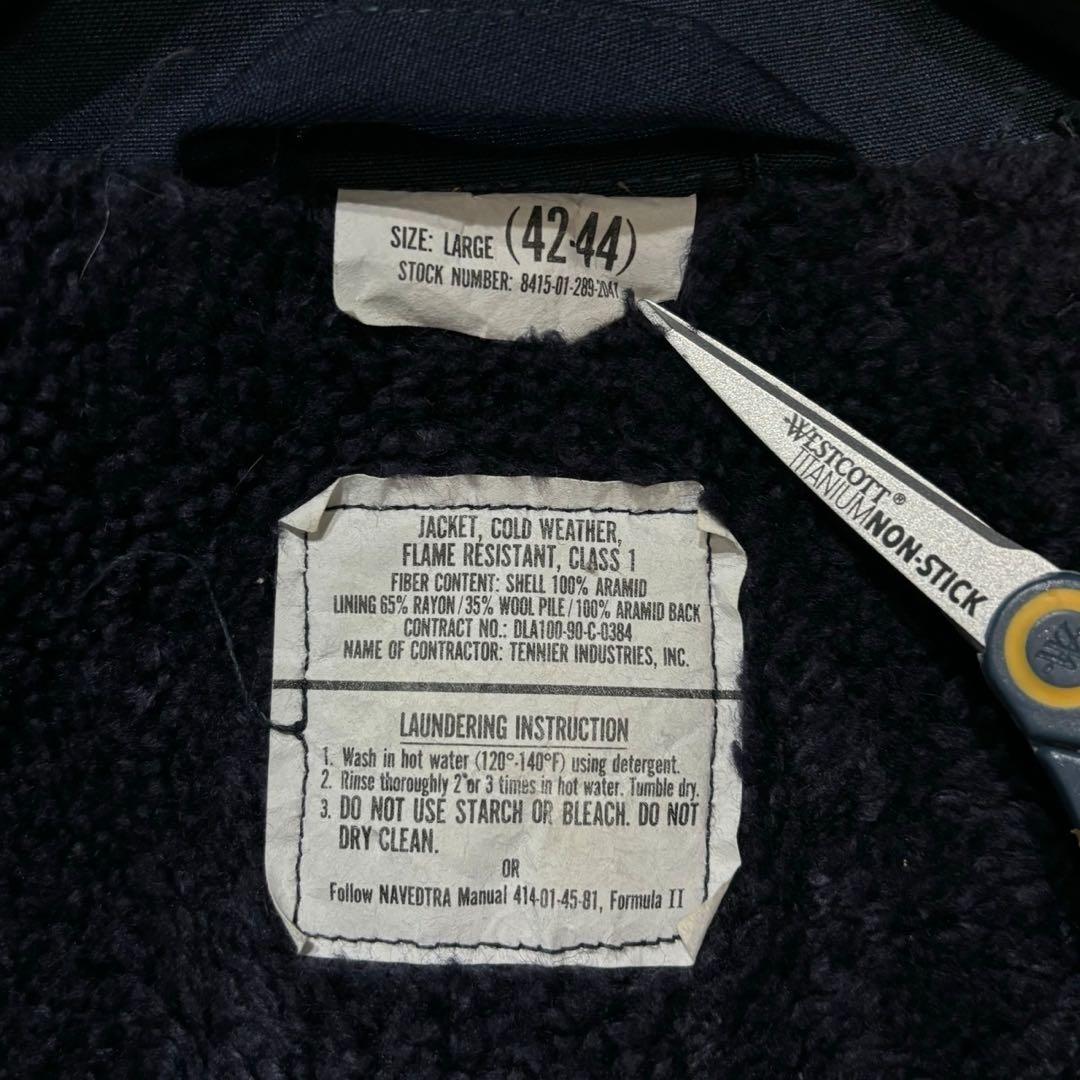 SIZE: LARGE (42-44)
STOCK NUMBER: 8415-01-289-
WESTCOTT®
TITANIUM NON-STICK
JACKET, COLD WEATHER,
FLAME RESISTANT, CLASS 1
FIBER CONTENT: SHELL 100% ARAMID
LINING 65% RAYON/35% WOOL PILE/100% ARAMID BACK
CONTRACT NO.: DLA100-90-C-0384
NAME OF CONTRACTOR: TENNIER INDUSTRIES, INC.
LAUNDERING INSTRUCTION
1. Wash in hot water (120°-140°F) using detergent.
2. Rinse thoroughly 2 or 3 times in hot water. Tumble dry.
3. DO NOT USE STARCH OR BLEACH. DO NOT
DRY CLEAN.
OR
Follow NAVEDTRA Manual 414-01-45-81, Formula II